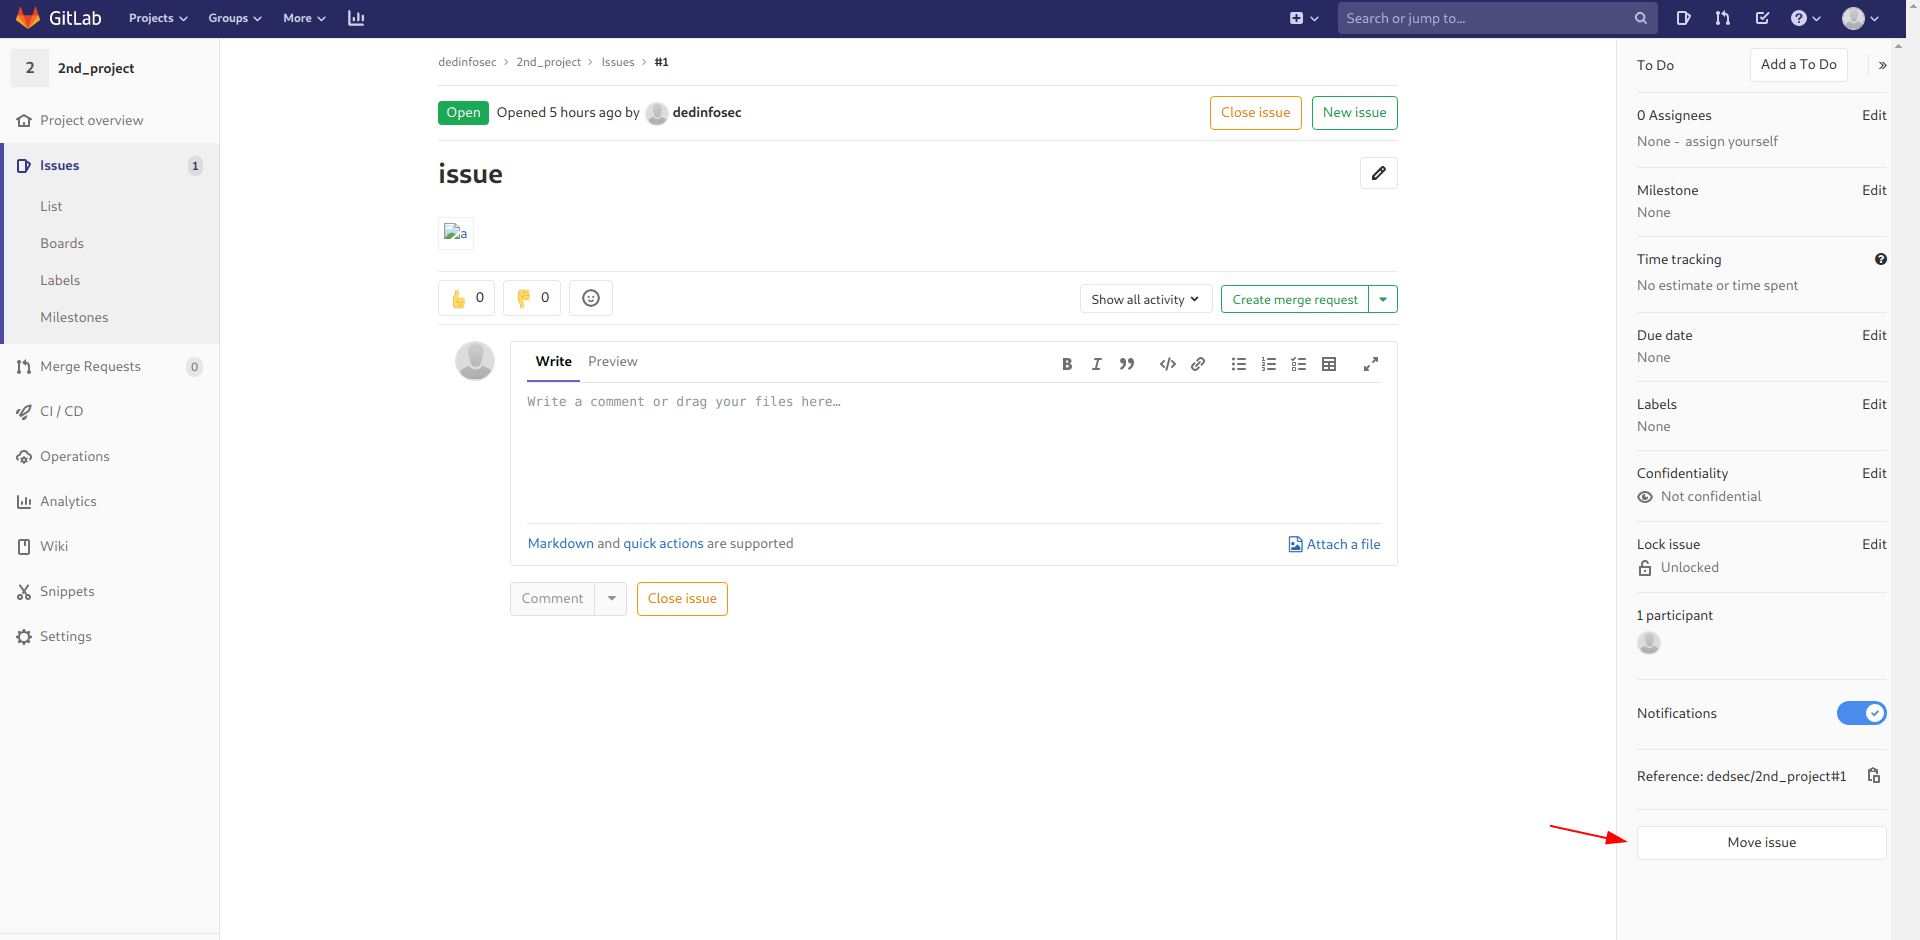 GitLab Projects Groups More Search or jump to...
2 2nd_project
Project overview
Issues 1
List
Boards
Labels
Milestones
Merge Requests 0
CI / CD
Operations
Analytics
Wiki
Snippets
Settings
dedinfosec > 2nd_project > Issues > #1
Open Opened 5 hours ago by dedinfosec Close issue New issue
issue
a
0 0 Show all activity Create merge request
Write Preview
Write a comment or drag your files here…
Markdown and quick actions are supported Attach a file
Comment Close issue
To Do Add a To Do »
0 Assignees Edit
None - assign yourself
Milestone Edit
None
Time tracking
No estimate or time spent
Due date Edit
None
Labels Edit
None
Confidentiality Edit
Not confidential
Lock issue Edit
Unlocked
1 participant
Notifications
Reference: dedsec/2nd_project#1
Move issue